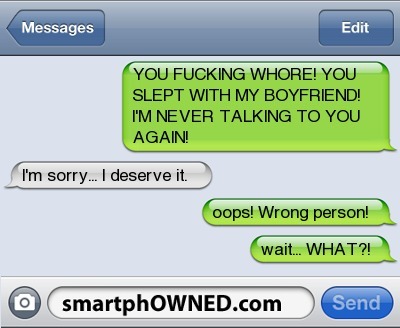 Messages
Edit
YOU FUCKING WHORE! YOU
SLEPT WITH MY BOYFRIEND!
I'M NEVER TALKING TO YOU
AGAIN!
I'm sorry... I deserve it.
oops! Wrong person!
wait... WHAT?!
smartphOWNED.com
Send